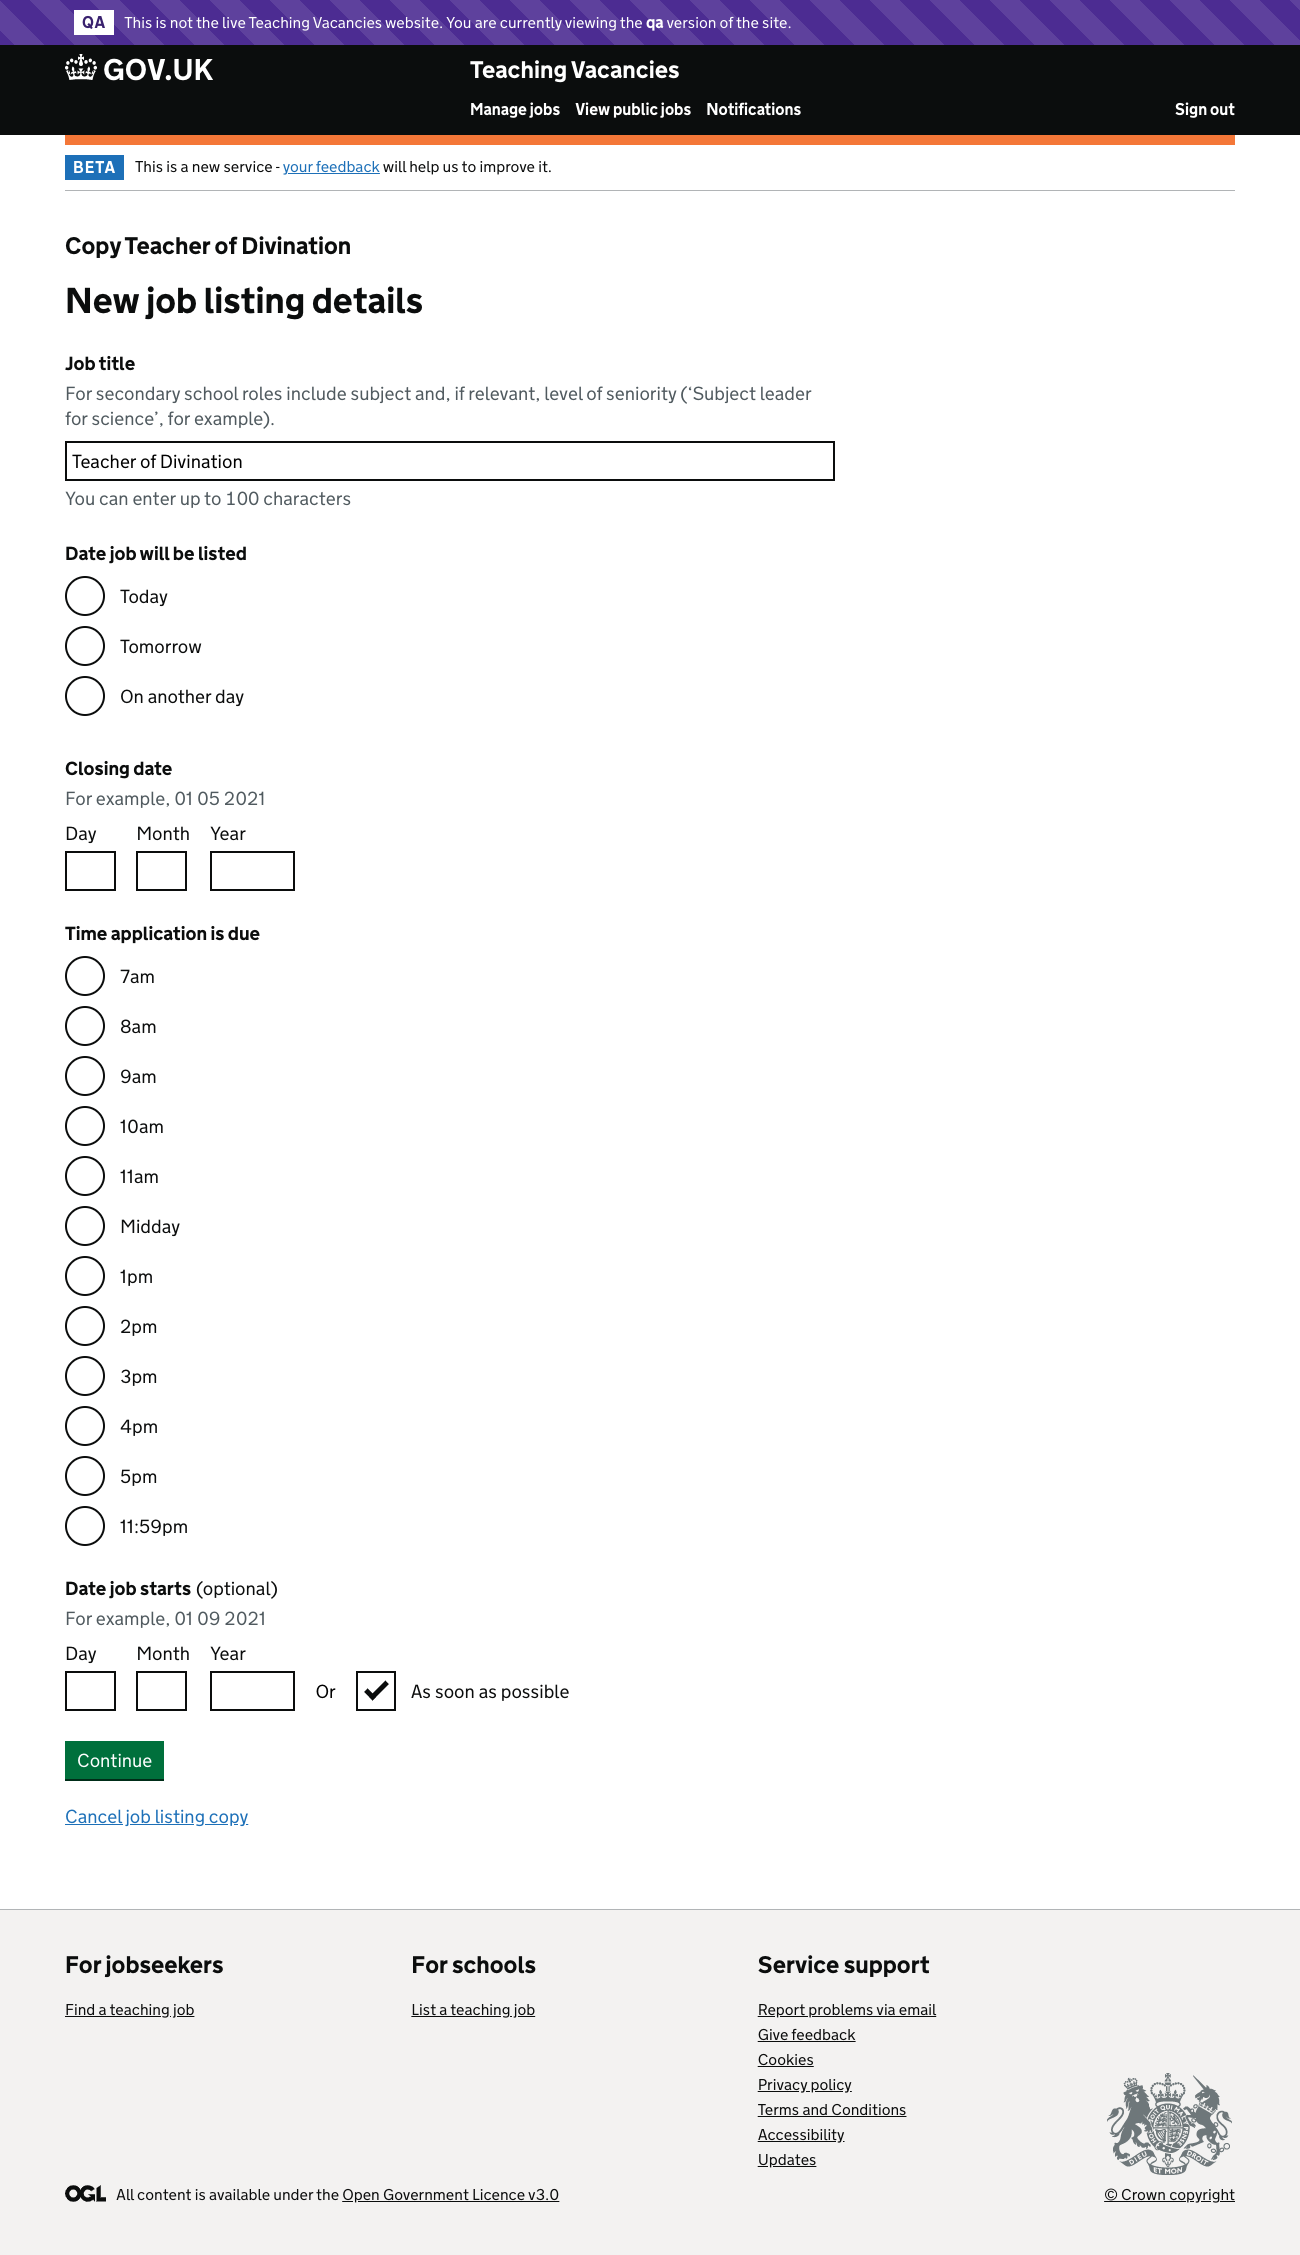 QA This is not the live Teaching Vacancies website. You are currently viewing the qa version of the site.
GOV.UK Teaching Vacancies
Manage jobs View public jobs Notifications Sign out
BETA This is a new service - your feedback will help us to improve it.
Copy Teacher of Divination
New job listing details
Job title
For secondary school roles include subject and, if relevant, level of seniority (‘Subject leader
for science’, for example).
Teacher of Divination
You can enter up to 100 characters
Date job will be listed
Today
Tomorrow
On another day
Closing date
For example, 01 05 2021
Day Month Year
Time application is due
7am
8am
9am
10am
11am
Midday
1pm
2pm
3pm
4pm
5pm
11:59pm
Date job starts (optional)
For example, 01 09 2021
Day Month Year
Or As soon as possible
Continue
Cancel job listing copy
For jobseekers For schools Service support
Find a teaching job List a teaching job Report problems via email
Give feedback
Cookies
Privacy policy
Terms and Conditions
Accessibility
Updates
DIEU ET MON DROIT
OGL All content is available under the Open Government Licence v3.0 © Crown copyright